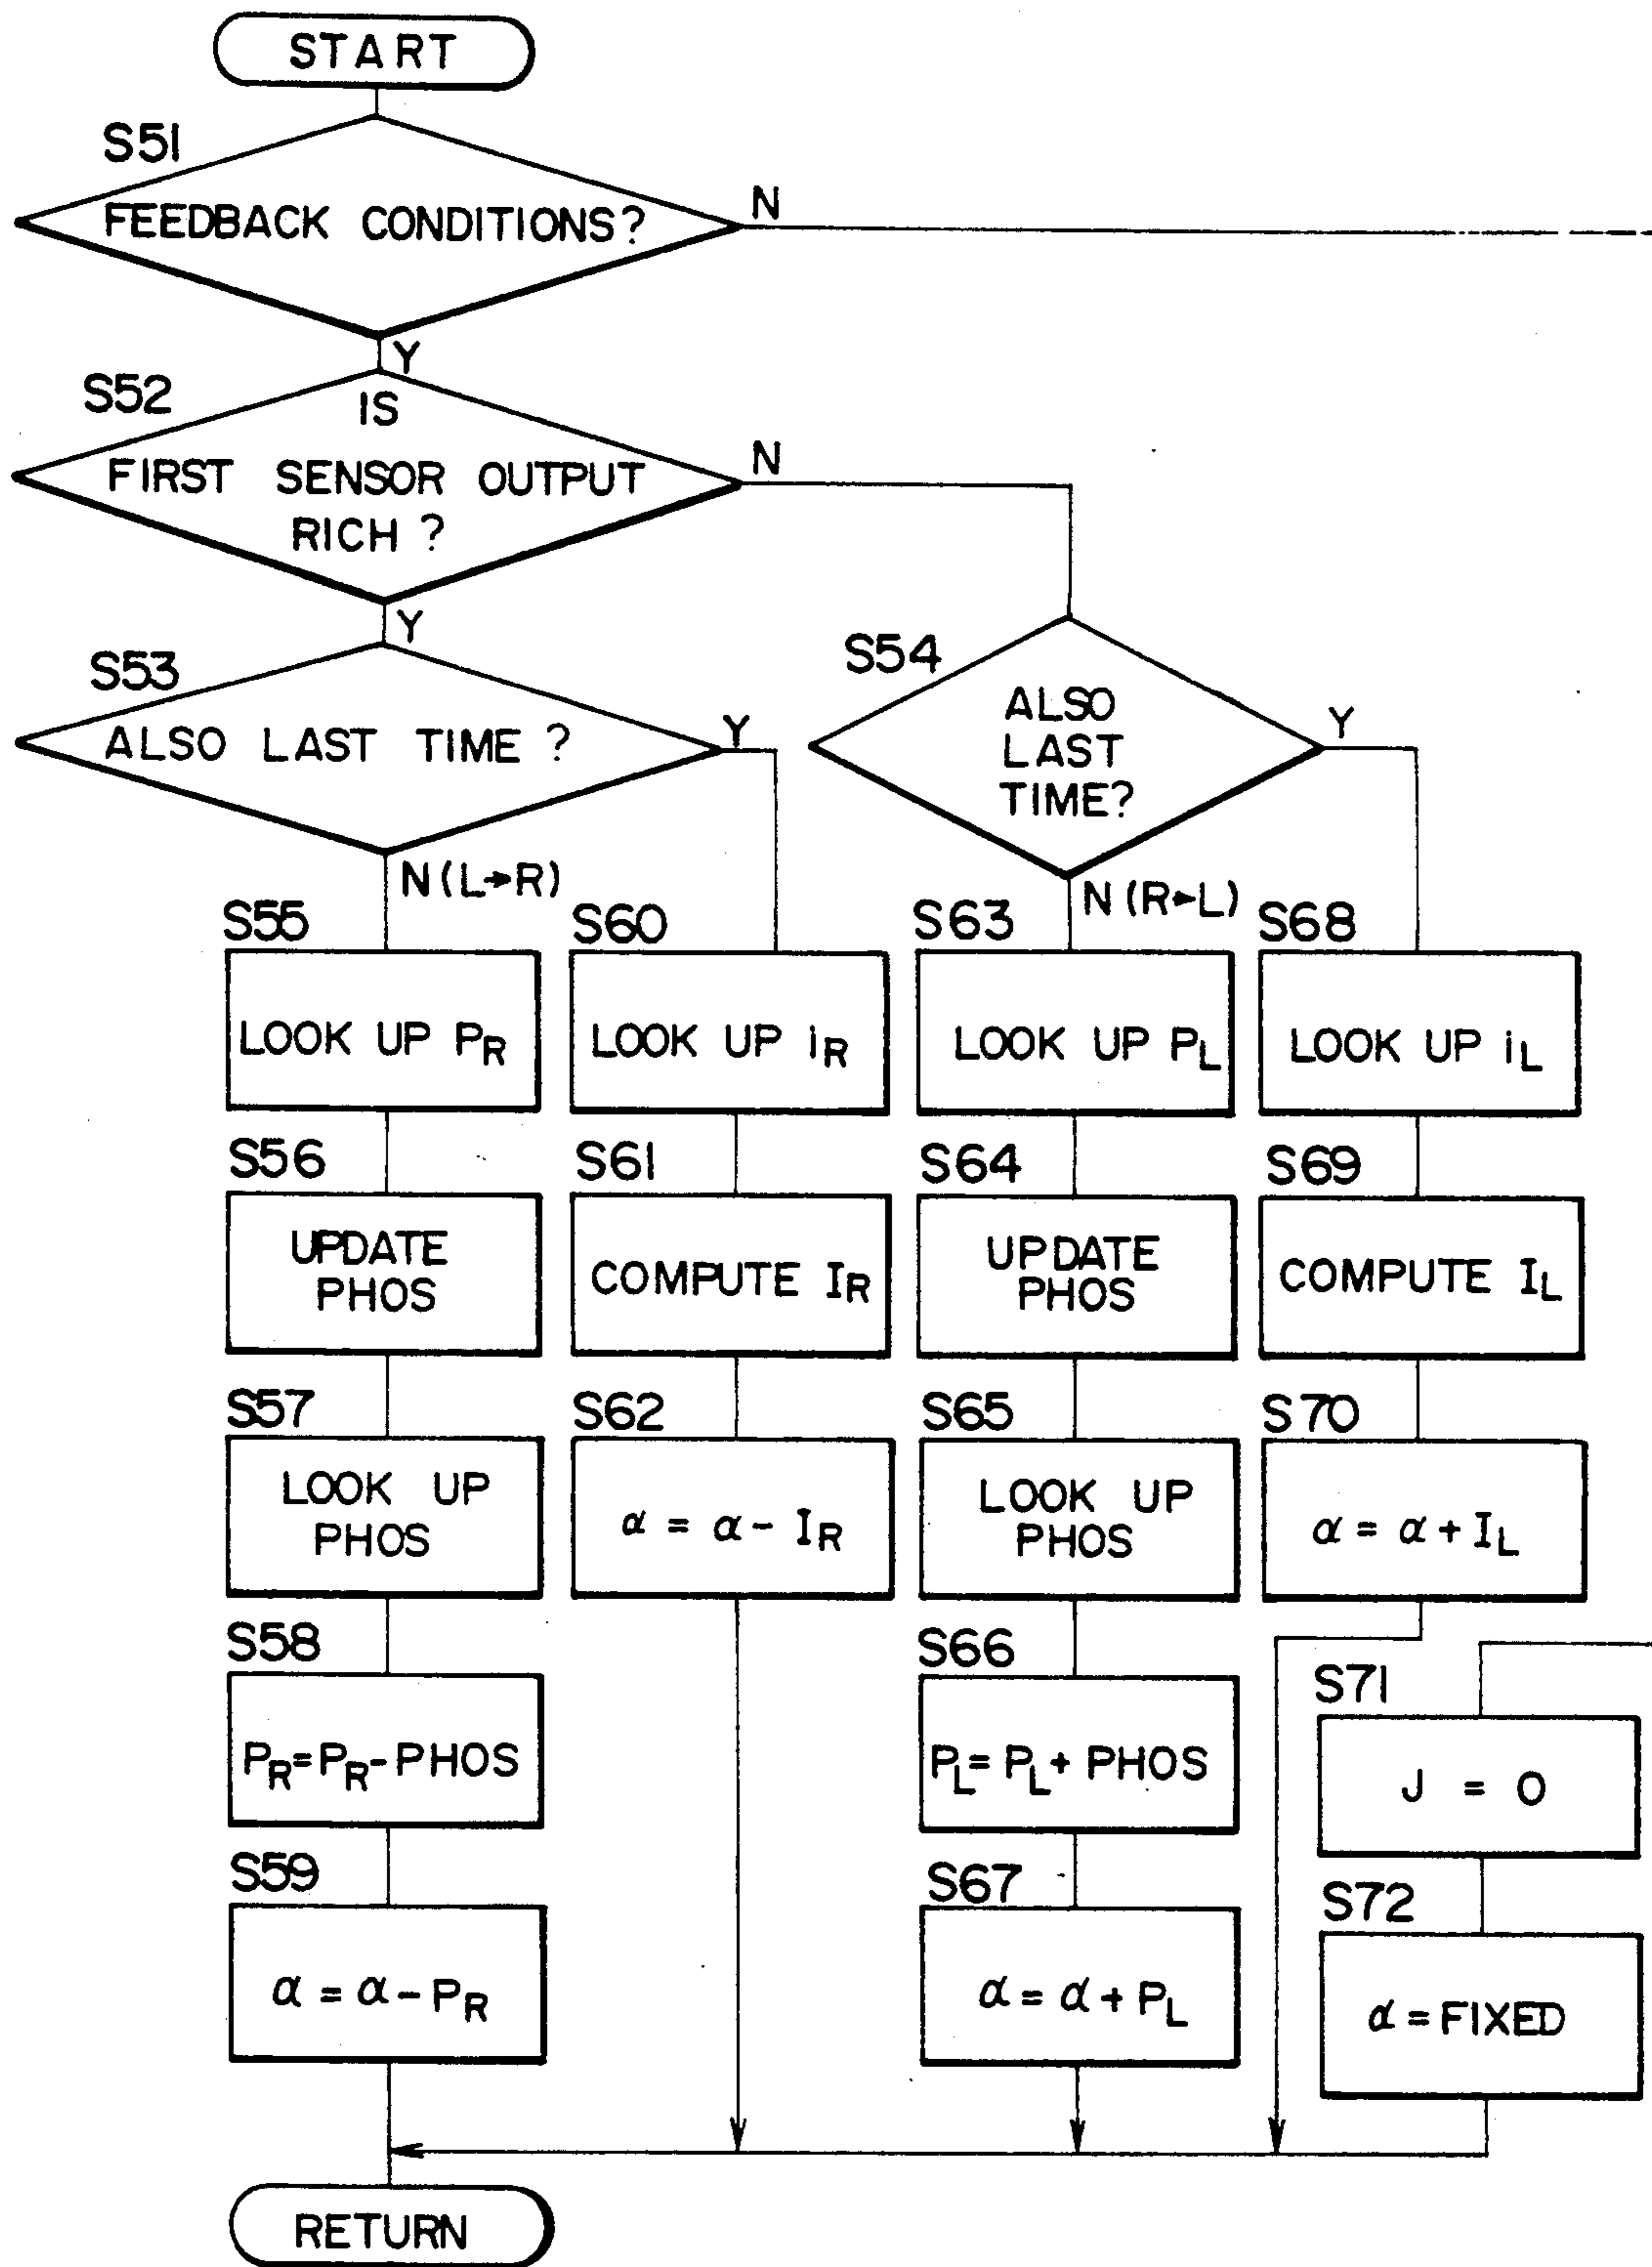 START
S51
FEEDBACK CONDITIONS?
N
Y
S52
IS
FIRST SENSOR OUTPUT
RICH ?
N
Y
S53
ALSO LAST TIME ?
Y
N (L→R)
S54
ALSO
LAST
TIME?
Y
N (R→L)
S55
LOOK UP PR
S56
UPDATE
PHOS
S57
LOOK UP
PHOS
S58
PR=PR-PHOS
S59
α = α - PR
S60
LOOK UP iR
S61
COMPUTE IR
S62
α = α - IR
S63
LOOK UP PL
S64
UPDATE
PHOS
S65
LOOK UP
PHOS
S66
PL=PL+ PHOS
S67
α = α + PL
S68
LOOK UP iL
S69
COMPUTE IL
S70
α = α + IL
S71
J = 0
S72
α = FIXED
RETURN